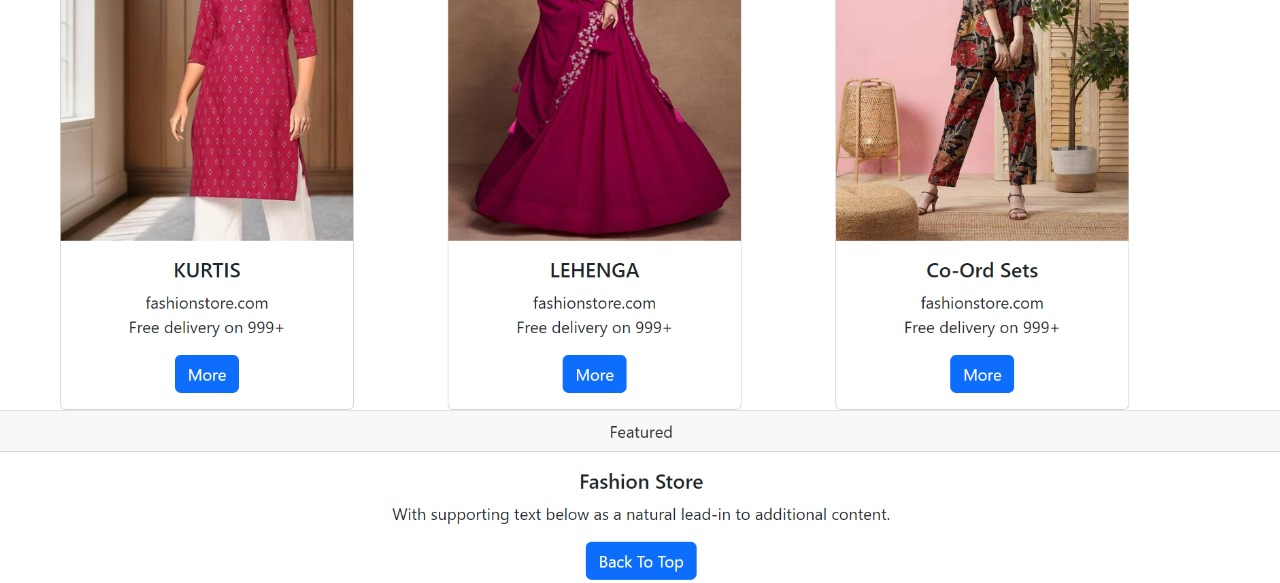 KURTIS
fashionstore.com
Free delivery on 999+
More
LEHENGA
fashionstore.com
Free delivery on 999+
More
Co-Ord Sets
fashionstore.com
Free delivery on 999+
More
Featured
Fashion Store
With supporting text below as a natural lead-in to additional content.
Back To Top